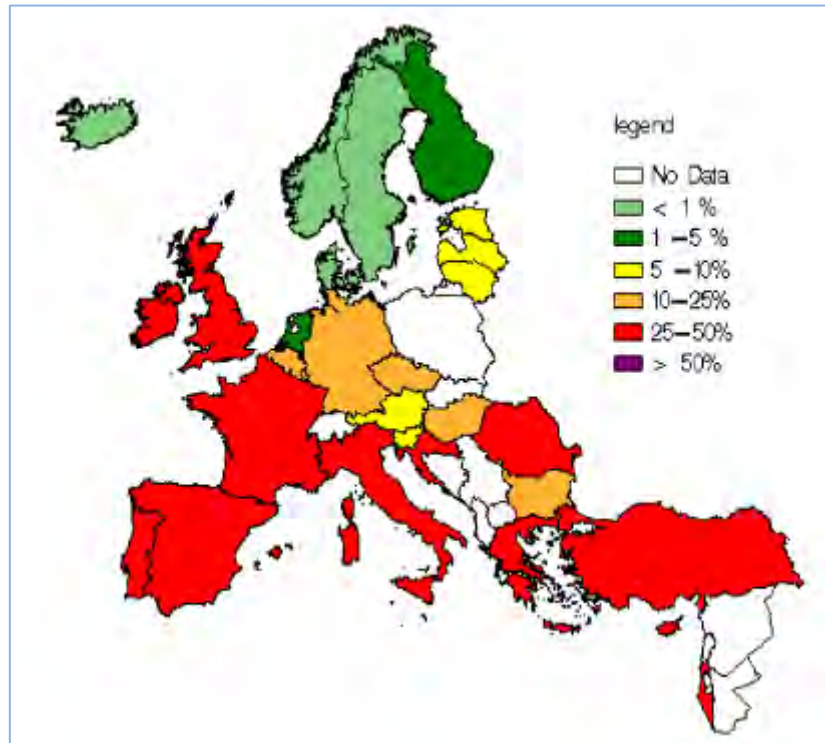 legend
No Data
< 1 %
1 –5 %
5 –10%
10–25%
25–50%
> 50%